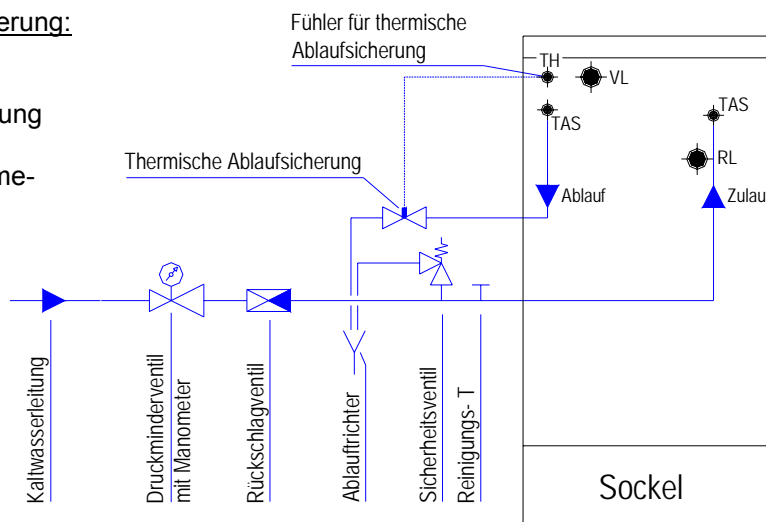 erung:
ung
me-
Fühler für thermische
Ablaufsicherung
Thermische Ablaufsicherung
TH
VL
TAS
TAS
RL
Ablauf
Zulau
Kaltwasserleitung
Druckminderventil
mit Manometer
Rückschlagventil
Ablauftrichter
Sicherheitsventil
Reinigungs- T
Sockel